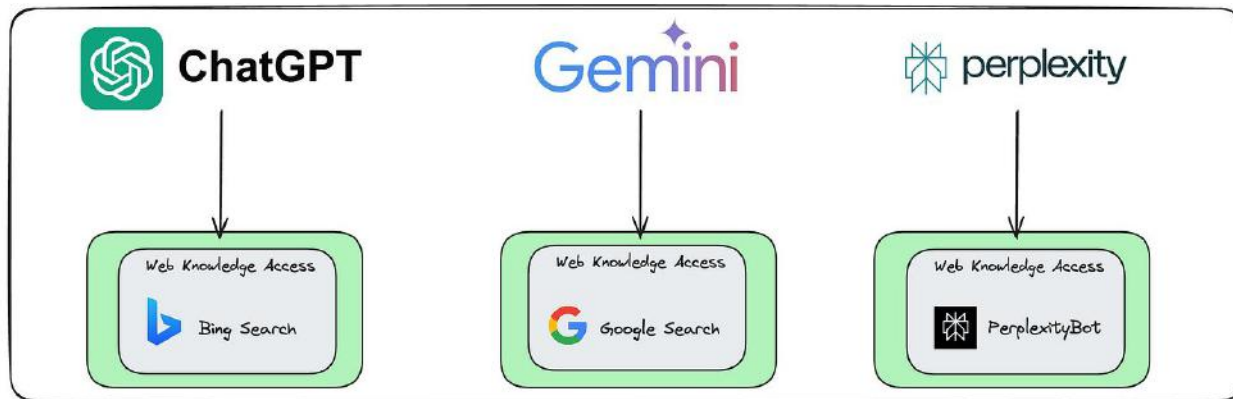 ChatGPT
Gemini
perplexity
Web Knowledge Access
Bing Search
Web Knowledge Access
Google Search
Web Knowledge Access
PerplexityBot